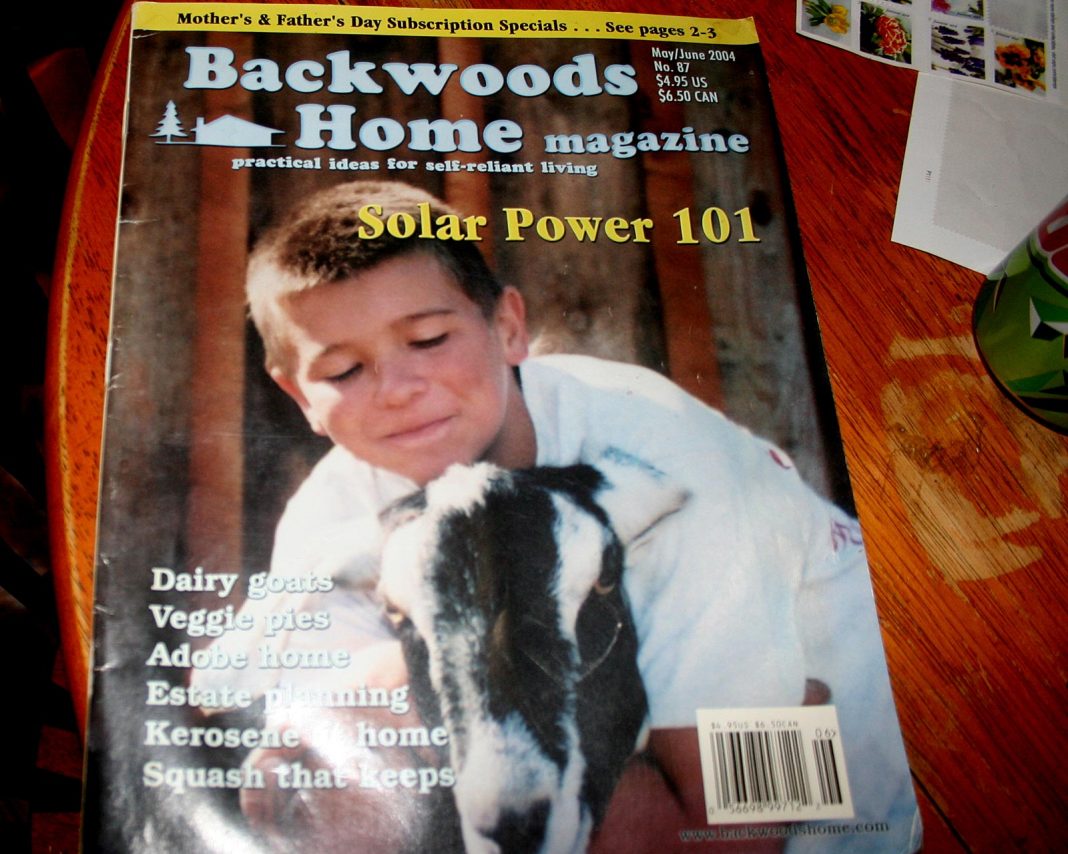 Mother's & Father's Day Subscription Specials . . . See pages 2-3
Backwoods
Home magazine
practical ideas for self-reliant living
May/June 2004
No. 87
$4.95 US
$6.50 CAN
Solar Power 101
Dairy goats
Veggie pies
Adobe home
Estate planning
Kerosene home
Squash that keeps
06>
www.backwoodshome.com